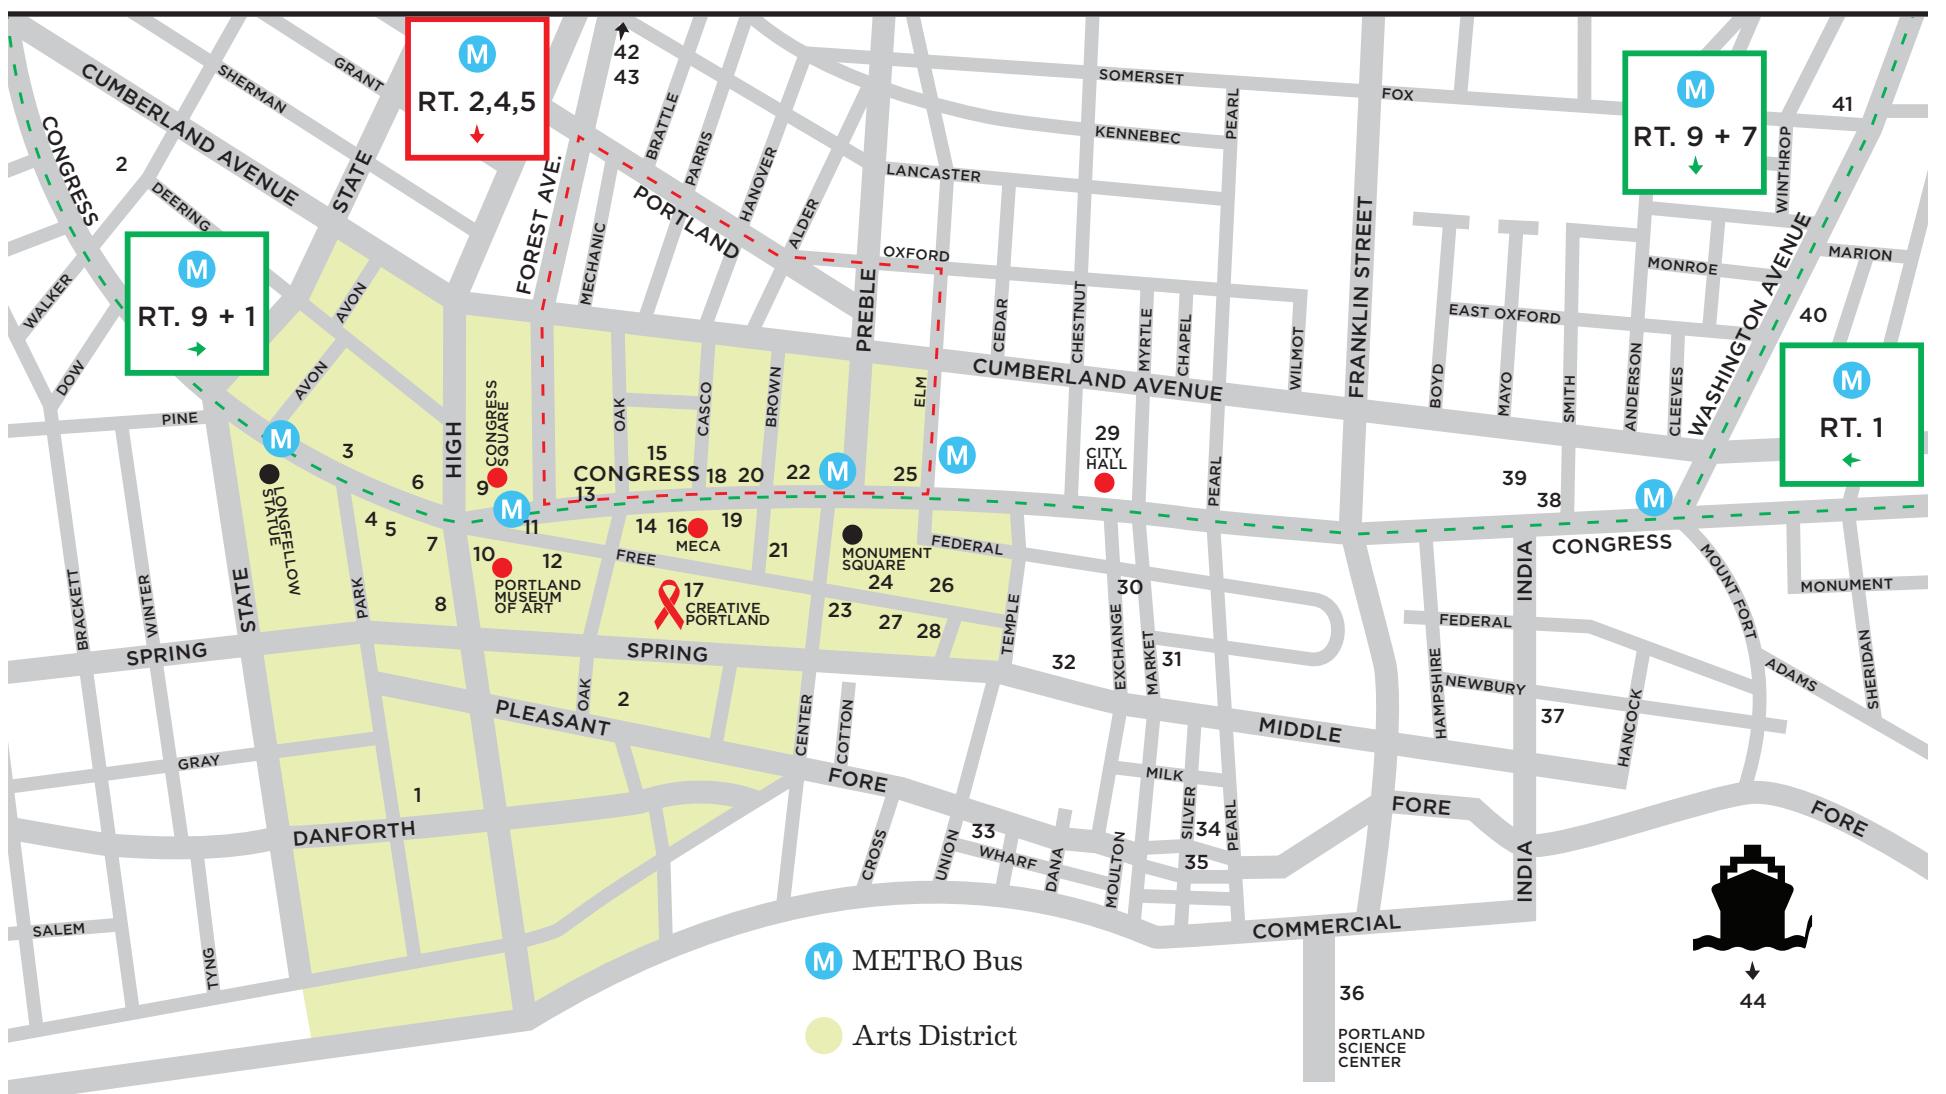 42
43
M
RT. 2,4,5
M
RT. 9 + 7
M
RT. 9 + 1
M
RT. 1
CUMBERLAND AVENUE
SHERMAN
GRANT
CONGRESS
2
DEERING
STATE
FOREST AVE.
MECHANIC
BRATTLE
PARRIS
HANOVER
ALDER
PORTLAND
SOMERSET
KENNEBEC
PEARL
LANCASTER
OXFORD
PREBLE
FOX
FRANKLIN STREET
41
WINTHROP
MARION
MONROE
EAST OXFORD
WASHINGTON AVENUE
40
WALKER
DOW
AVON
AVON
PINE
HIGH
CONGRESS
SQUARE
OAK
CASCO
BROWN
ELM
CEDAR
CHESTNUT
MYRTLE
CHAPEL
WILMOT
CUMBERLAND AVENUE
BOYD
MAYO
SMITH
ANDERSON
CLEEVES
M
LONGFELLOW
STATUE
3
6
9
M
11
13
15
CONGRESS
18
20
22
M
25
M
29
CITY
HALL
PEARL
39
38
M
CONGRESS
4
5
7
8
10
12
PORTLAND
MUSEUM
OF ART
14
16
19
MECA
FREE
17
CREATIVE
PORTLAND
21
MONUMENT
SQUARE
FEDERAL
24
26
23
27
28
TEMPLE
30
EXCHANGE
MARKET
31
32
INDIA
FEDERAL
HAMPSHIRE
NEWBURY
37
HANCOCK
MOUNT FORT
MONUMENT
ADAMS
SHERIDAN
BRACKETT
WINTER
STATE
PARK
SPRING
SPRING
OAK
2
PLEASANT
CENTER
COTTON
MIDDLE
GRAY
1
DANFORTH
FORE
MILK
SILVER
34
PEARL
35
FORE
FORE
CROSS
UNION
33
WHARF
DANA
MOULTON
INDIA
COMMERCIAL
SALEM
TYNG
M METRO Bus
Arts District
36
PORTLAND
SCIENCE
CENTER
44